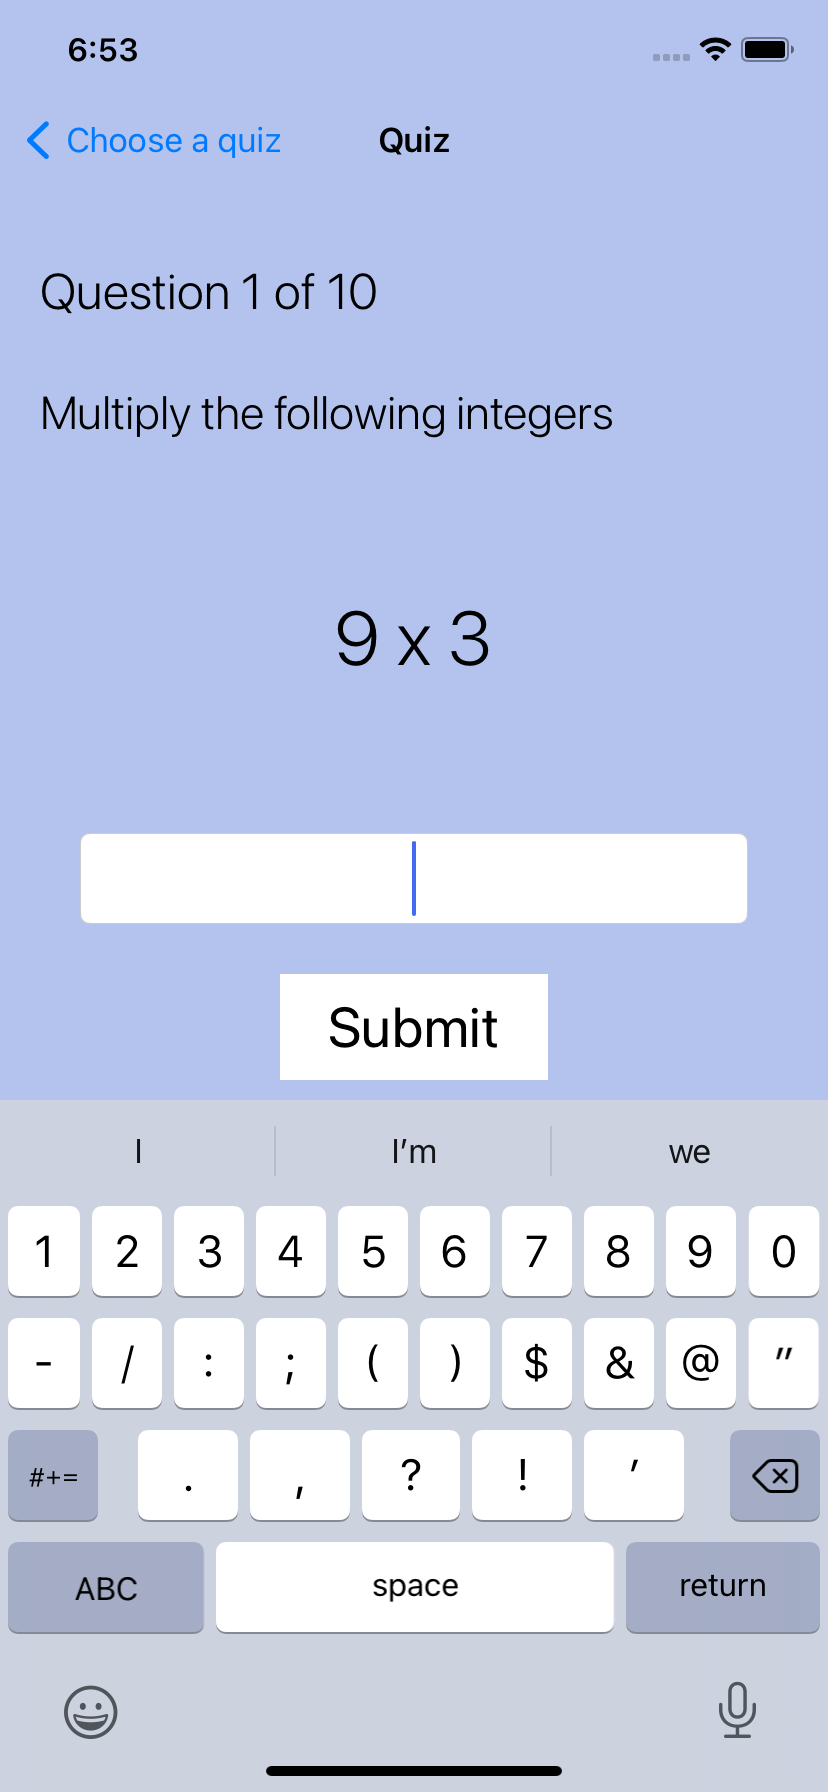 6:53
Choose a quiz Quiz
Question 1 of 10
Multiply the following integers
9 x 3
Submit
I I’m we
1 2 3 4 5 6 7 8 9 0
- / : ; ( ) $ & @ "
#+= . , ? ! ’
ABC space return